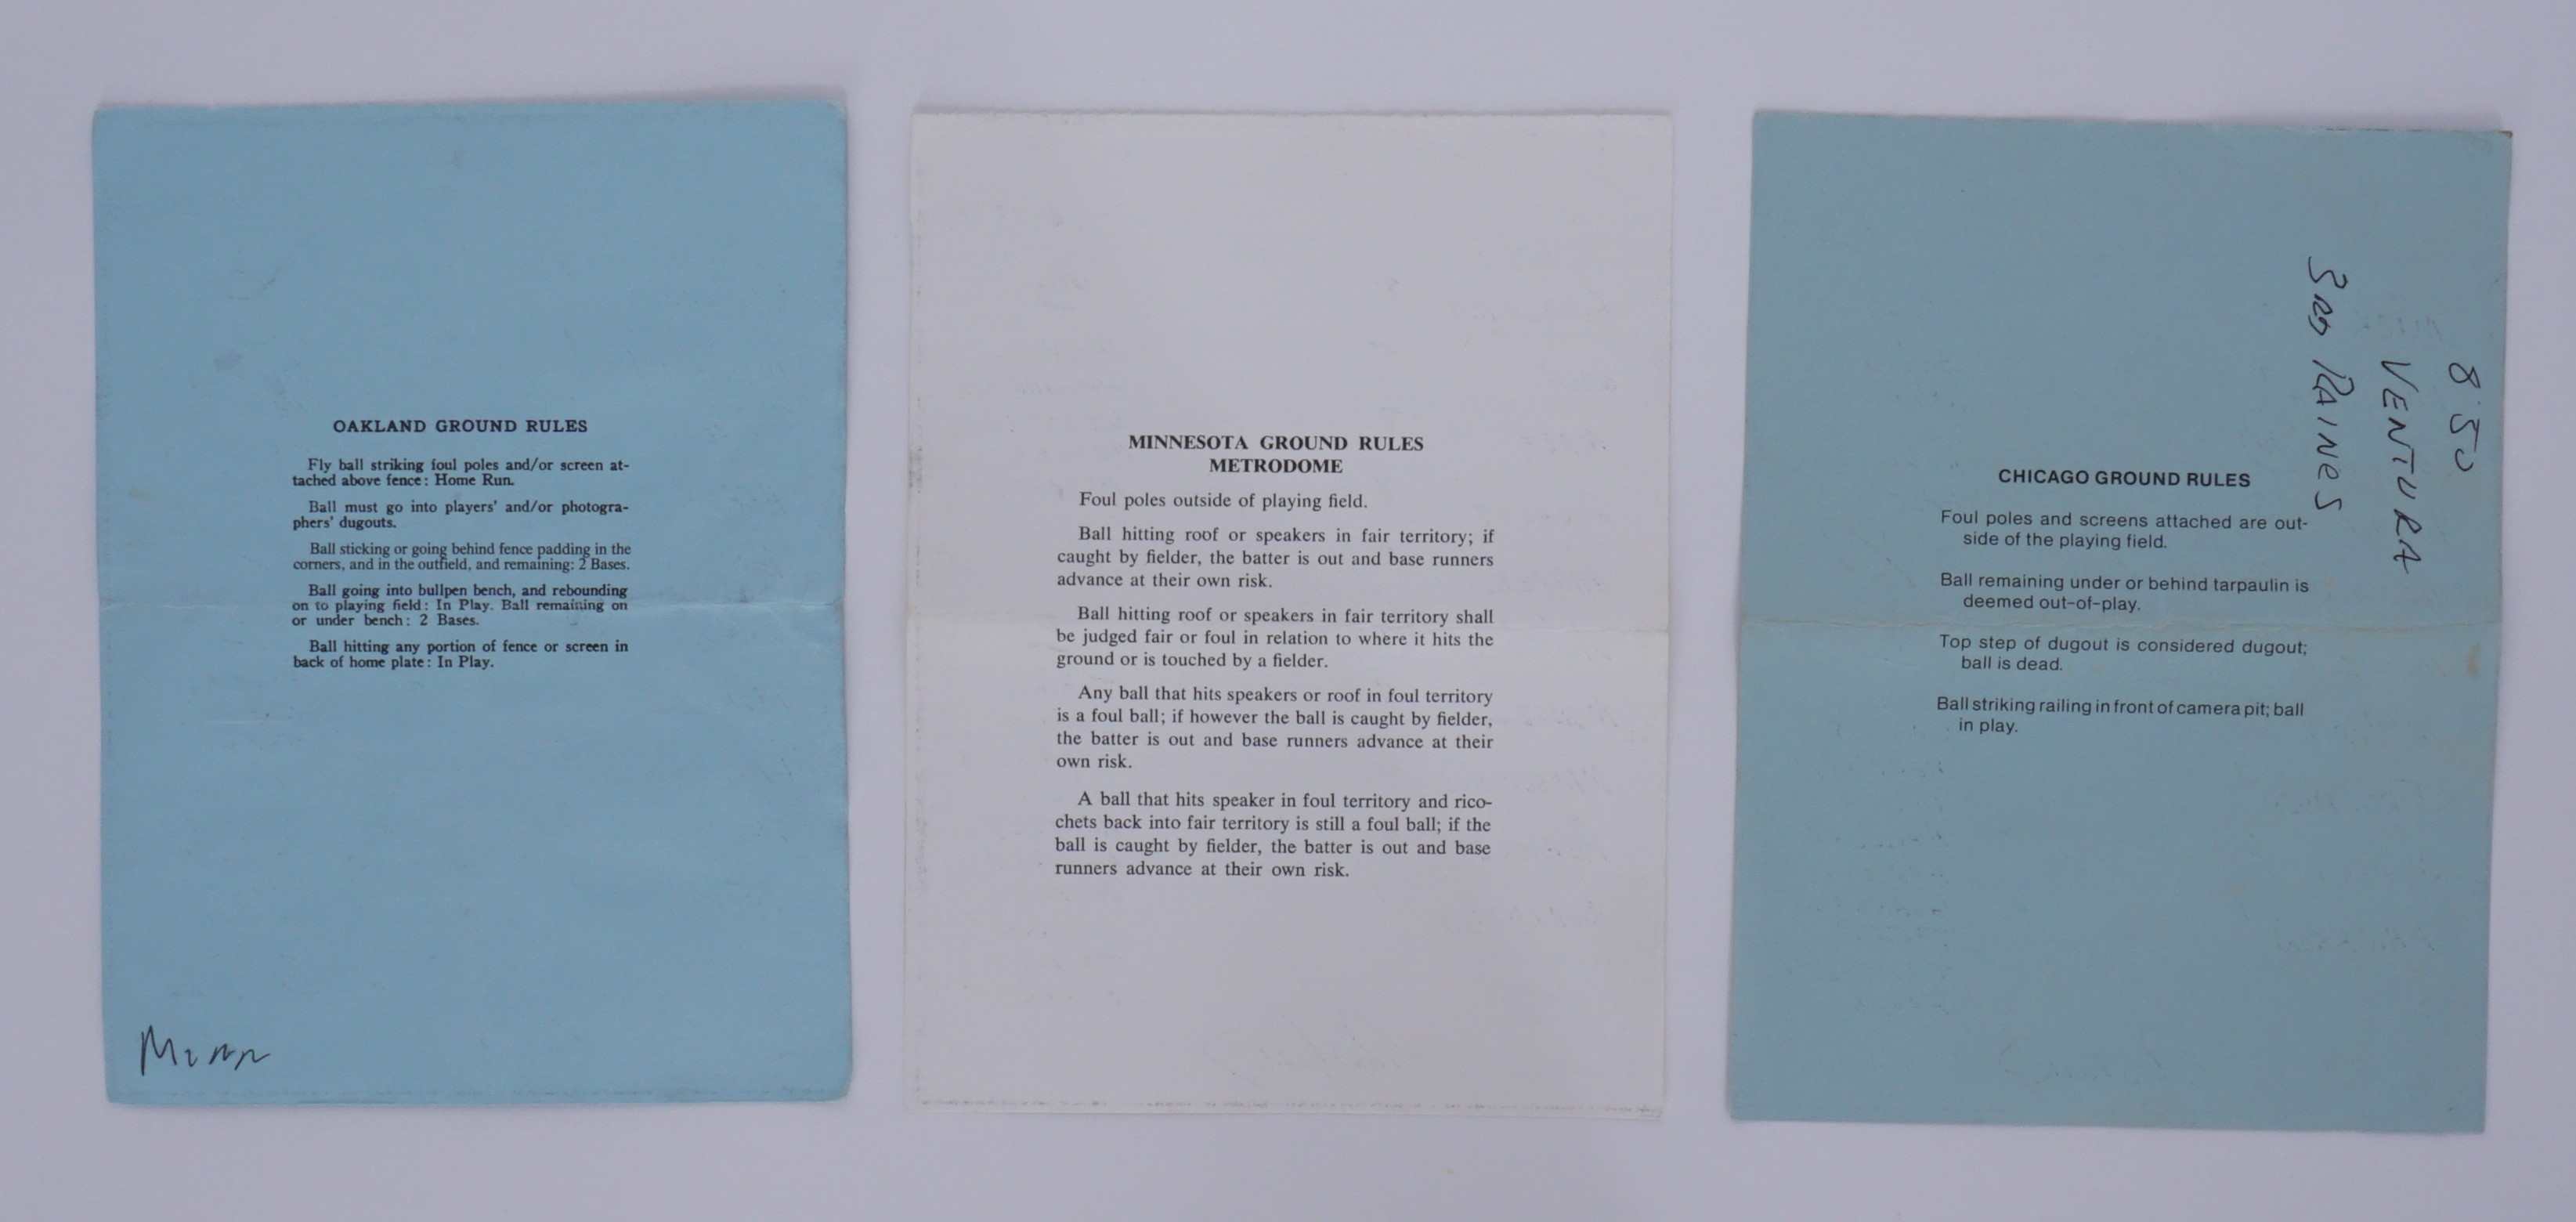 OAKLAND GROUND RULES
Fly ball striking foul poles and/or screen at-
tached above fence: Home Run.
Ball must go into players' and/or photogra-
phers' dugouts.
Ball sticking or going behind fence padding in the
corners, and in the outfield, and remaining: 2 Bases.
Ball going into bullpen bench, and rebounding
on to playing field: In Play. Ball remaining on
or under bench: 2 Bases.
Ball hitting any portion of fence or screen in
back of home plate: In Play.
Minn
MINNESOTA GROUND RULES
METRODOME
Foul poles outside of playing field.
Ball hitting roof or speakers in fair territory; if
caught by fielder, the batter is out and base runners
advance at their own risk.
Ball hitting roof or speakers in fair territory shall
be judged fair or foul in relation to where it hits the
ground or is touched by a fielder.
Any ball that hits speakers or roof in foul territory
is a foul ball; if however the ball is caught by fielder,
the batter is out and base runners advance at their
own risk.
A ball that hits speaker in foul territory and rico-
chets back into fair territory is still a foul ball; if the
ball is caught by fielder, the batter is out and base
runners advance at their own risk.
8 50
VENTURA
3RD RAINES
CHICAGO GROUND RULES
Foul poles and screens attached are out-
side of the playing field.
Ball remaining under or behind tarpaulin is
deemed out-of-play.
Top step of dugout is considered dugout;
ball is dead.
Ball striking railing in front of camera pit; ball
in play.